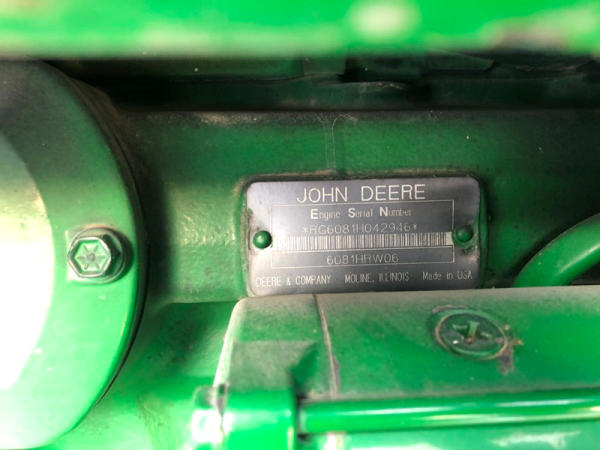 JOHN DEERE
Engine Serial Number
*RG6081H042946*
6081HRW06
DEERE & COMPANY MOLINE, ILLINOIS Made in USA